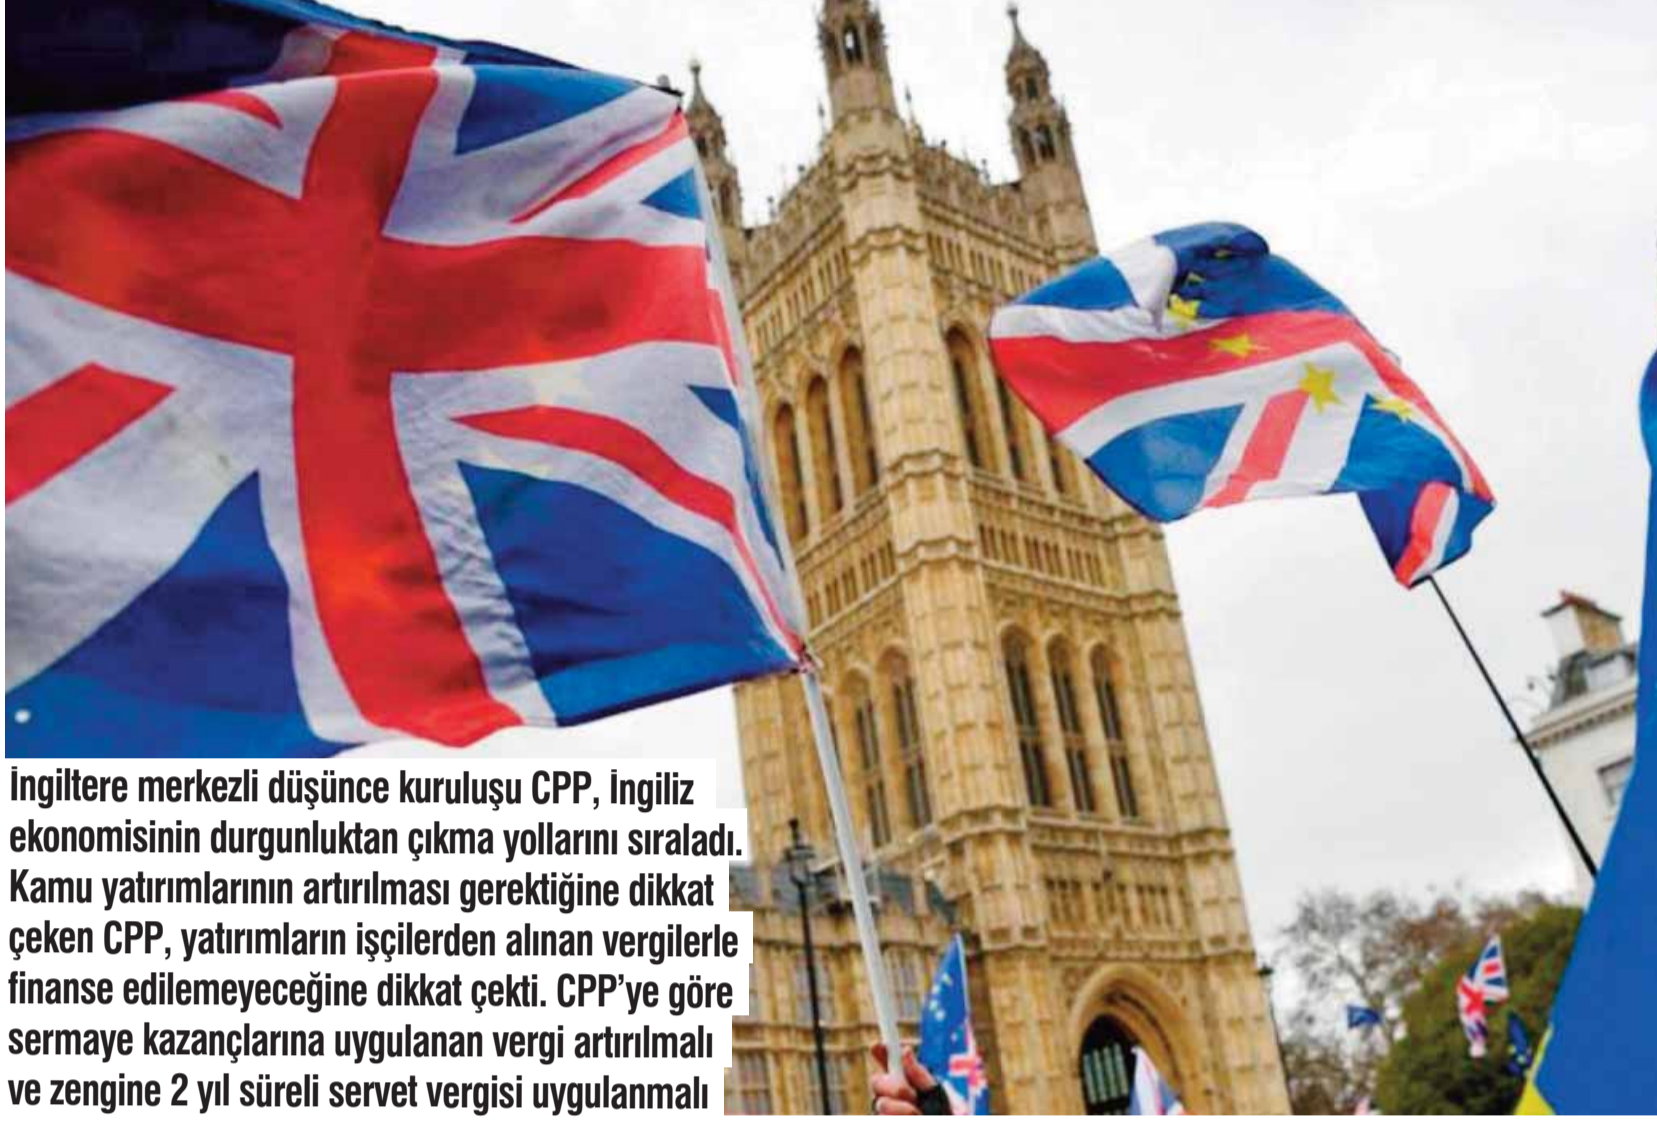 İngiltere merkezli düşünce kuruluşu CPP, İngiliz
ekonomisinin durgunluktan çıkma yollarını sıraladı.
Kamu yatırımlarının artırılması gerektiğine dikkat
çeken CPP, yatırımların işçilerden alınan vergilerle
finanse edilemeyeceğine dikkat çekti. CPP’ye göre
sermaye kazançlarına uygulanan vergi artırılmalı
ve zengine 2 yıl süreli servet vergisi uygulanmalı